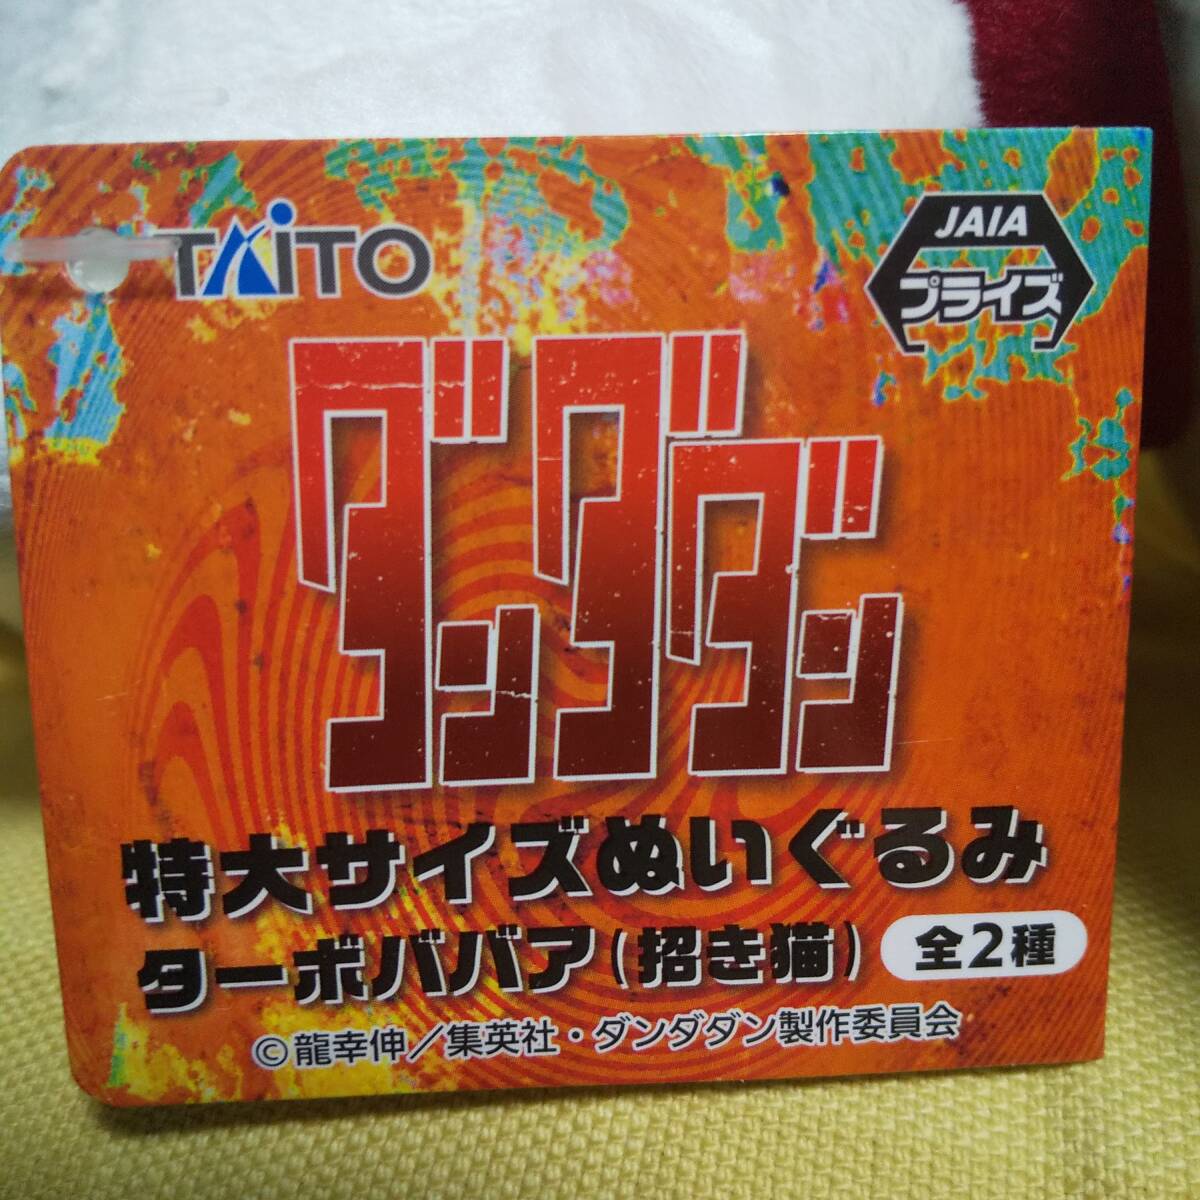 TAITO
JAIA
プライズ
ダンダダン
特大サイズぬいぐるみ
ターボババア(招き猫) 全2種
©龍幸伸/集英社・ダンダダン製作委員会